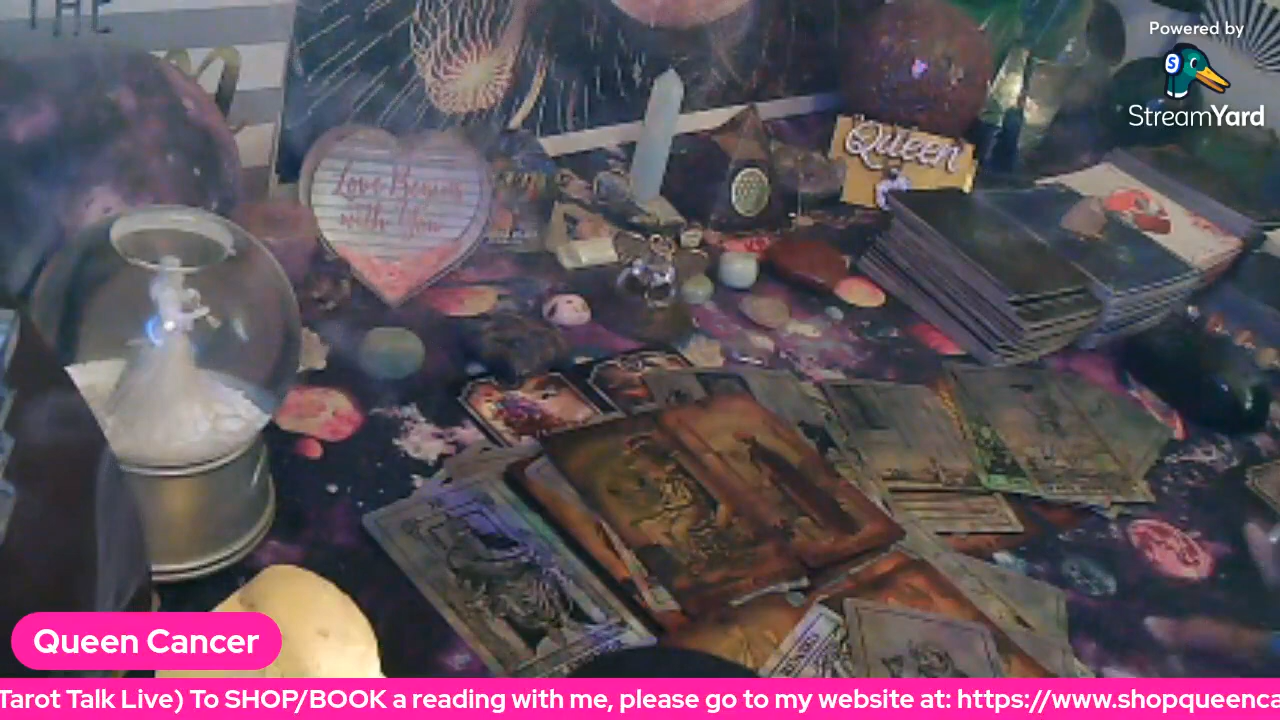 THE
Powered by
StreamYard
Queen
Love Begins
with You
Queen Cancer
Tarot Talk Live) To SHOP/BOOK a reading with me, please go to my website at: https://www.shopqueenca